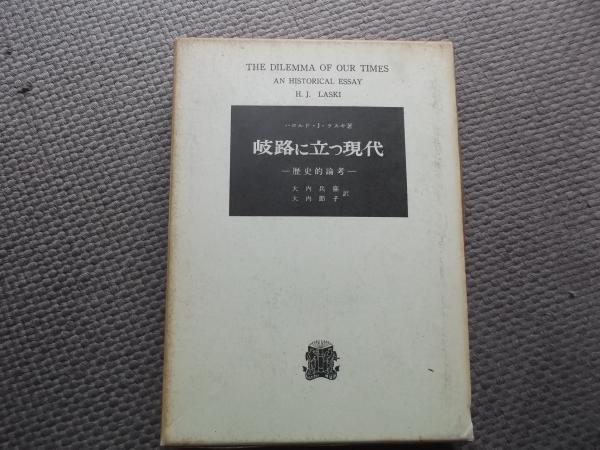 THE DILEMMA OF OUR TIMES
AN HISTORICAL ESSAY
H. J. LASKI
ハロルド・J・ラスキ著
岐路に立つ現代
―歴史的論考―
大内兵衛
大内節子 訳